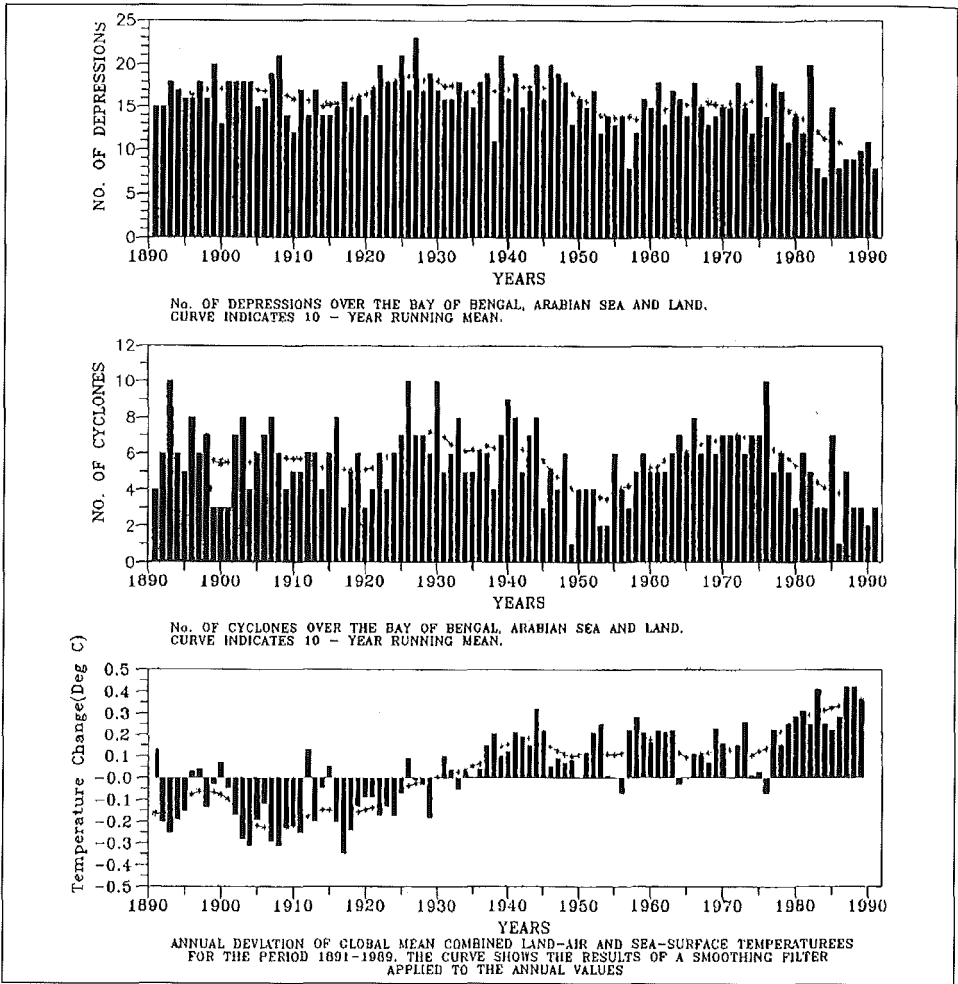 NO. OF DEPRESSIONS
25
20
15
10
5
0
1890 1900 1910 1920 1930 1940 1950 1960 1970 1980 1990
YEARS
No. OF DEPRESSIONS OVER THE BAY OF BENGAL, ARABIAN SEA AND LAND.
CURVE INDICATES 10 - YEAR RUNNING MEAN.
NO. OF CYCLONES
12
10
8
6
4
2
0
1890 1900 1910 1920 1930 1940 1950 1960 1970 1980 1990
YEARS
No. OF CYCLONES OVER THE BAY OF BENGAL, ARABIAN SEA AND LAND.
CURVE INDICATES 10 - YEAR RUNNING MEAN.
Temperature Change(Deg C)
0.5
0.4
0.3
0.2
0.1
-0.0
-0.1
-0.2
-0.3
-0.4
-0.5
1890 1900 1910 1920 1930 1940 1950 1960 1970 1980 1990
YEARS
ANNUAL DEVIATION OF GLOBAL MEAN COMBINED LAND-AIR AND SEA-SURFACE TEMPERATUREES
FOR THE PERIOD 1891-1989. THE CURVE SHOWS THE RESULTS OF A SMOOTHING FILTER
APPLIED TO THE ANNUAL VALUES